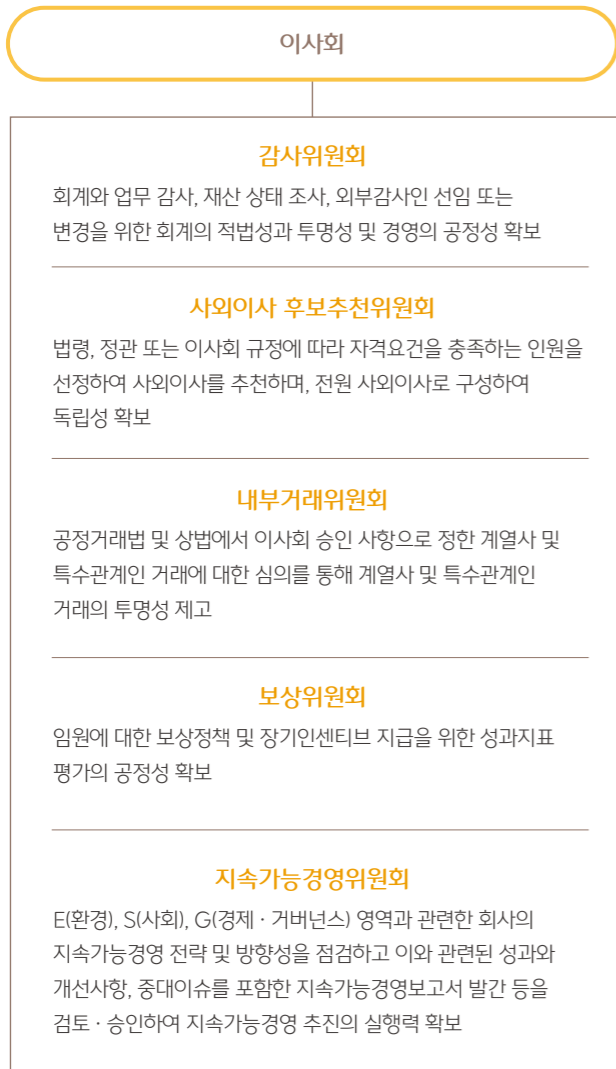 이사회
감사위원회
회계와 업무 감사, 재산 상태 조사, 외부감사인 선임 또는
변경을 위한 회계의 적법성과 투명성 및 경영의 공정성 확보
사외이사 후보추천위원회
법령, 정관 또는 이사회 규정에 따라 자격요건을 충족하는 인원을
선정하여 사외이사를 추천하며, 전원 사외이사로 구성하여
독립성 확보
내부거래위원회
공정거래법 및 상법에서 이사회 승인 사항으로 정한 계열사 및
특수관계인 거래에 대한 심의를 통해 계열사 및 특수관계인
거래의 투명성 제고
보상위원회
임원에 대한 보상정책 및 장기인센티브 지급을 위한 성과지표
평가의 공정성 확보
지속가능경영위원회
E(환경), S(사회), G(경제 · 거버넌스) 영역과 관련한 회사의
지속가능경영 전략 및 방향성을 점검하고 이와 관련된 성과와
개선사항, 중대이슈를 포함한 지속가능경영보고서 발간 등을
검토 · 승인하여 지속가능경영 추진의 실행력 확보